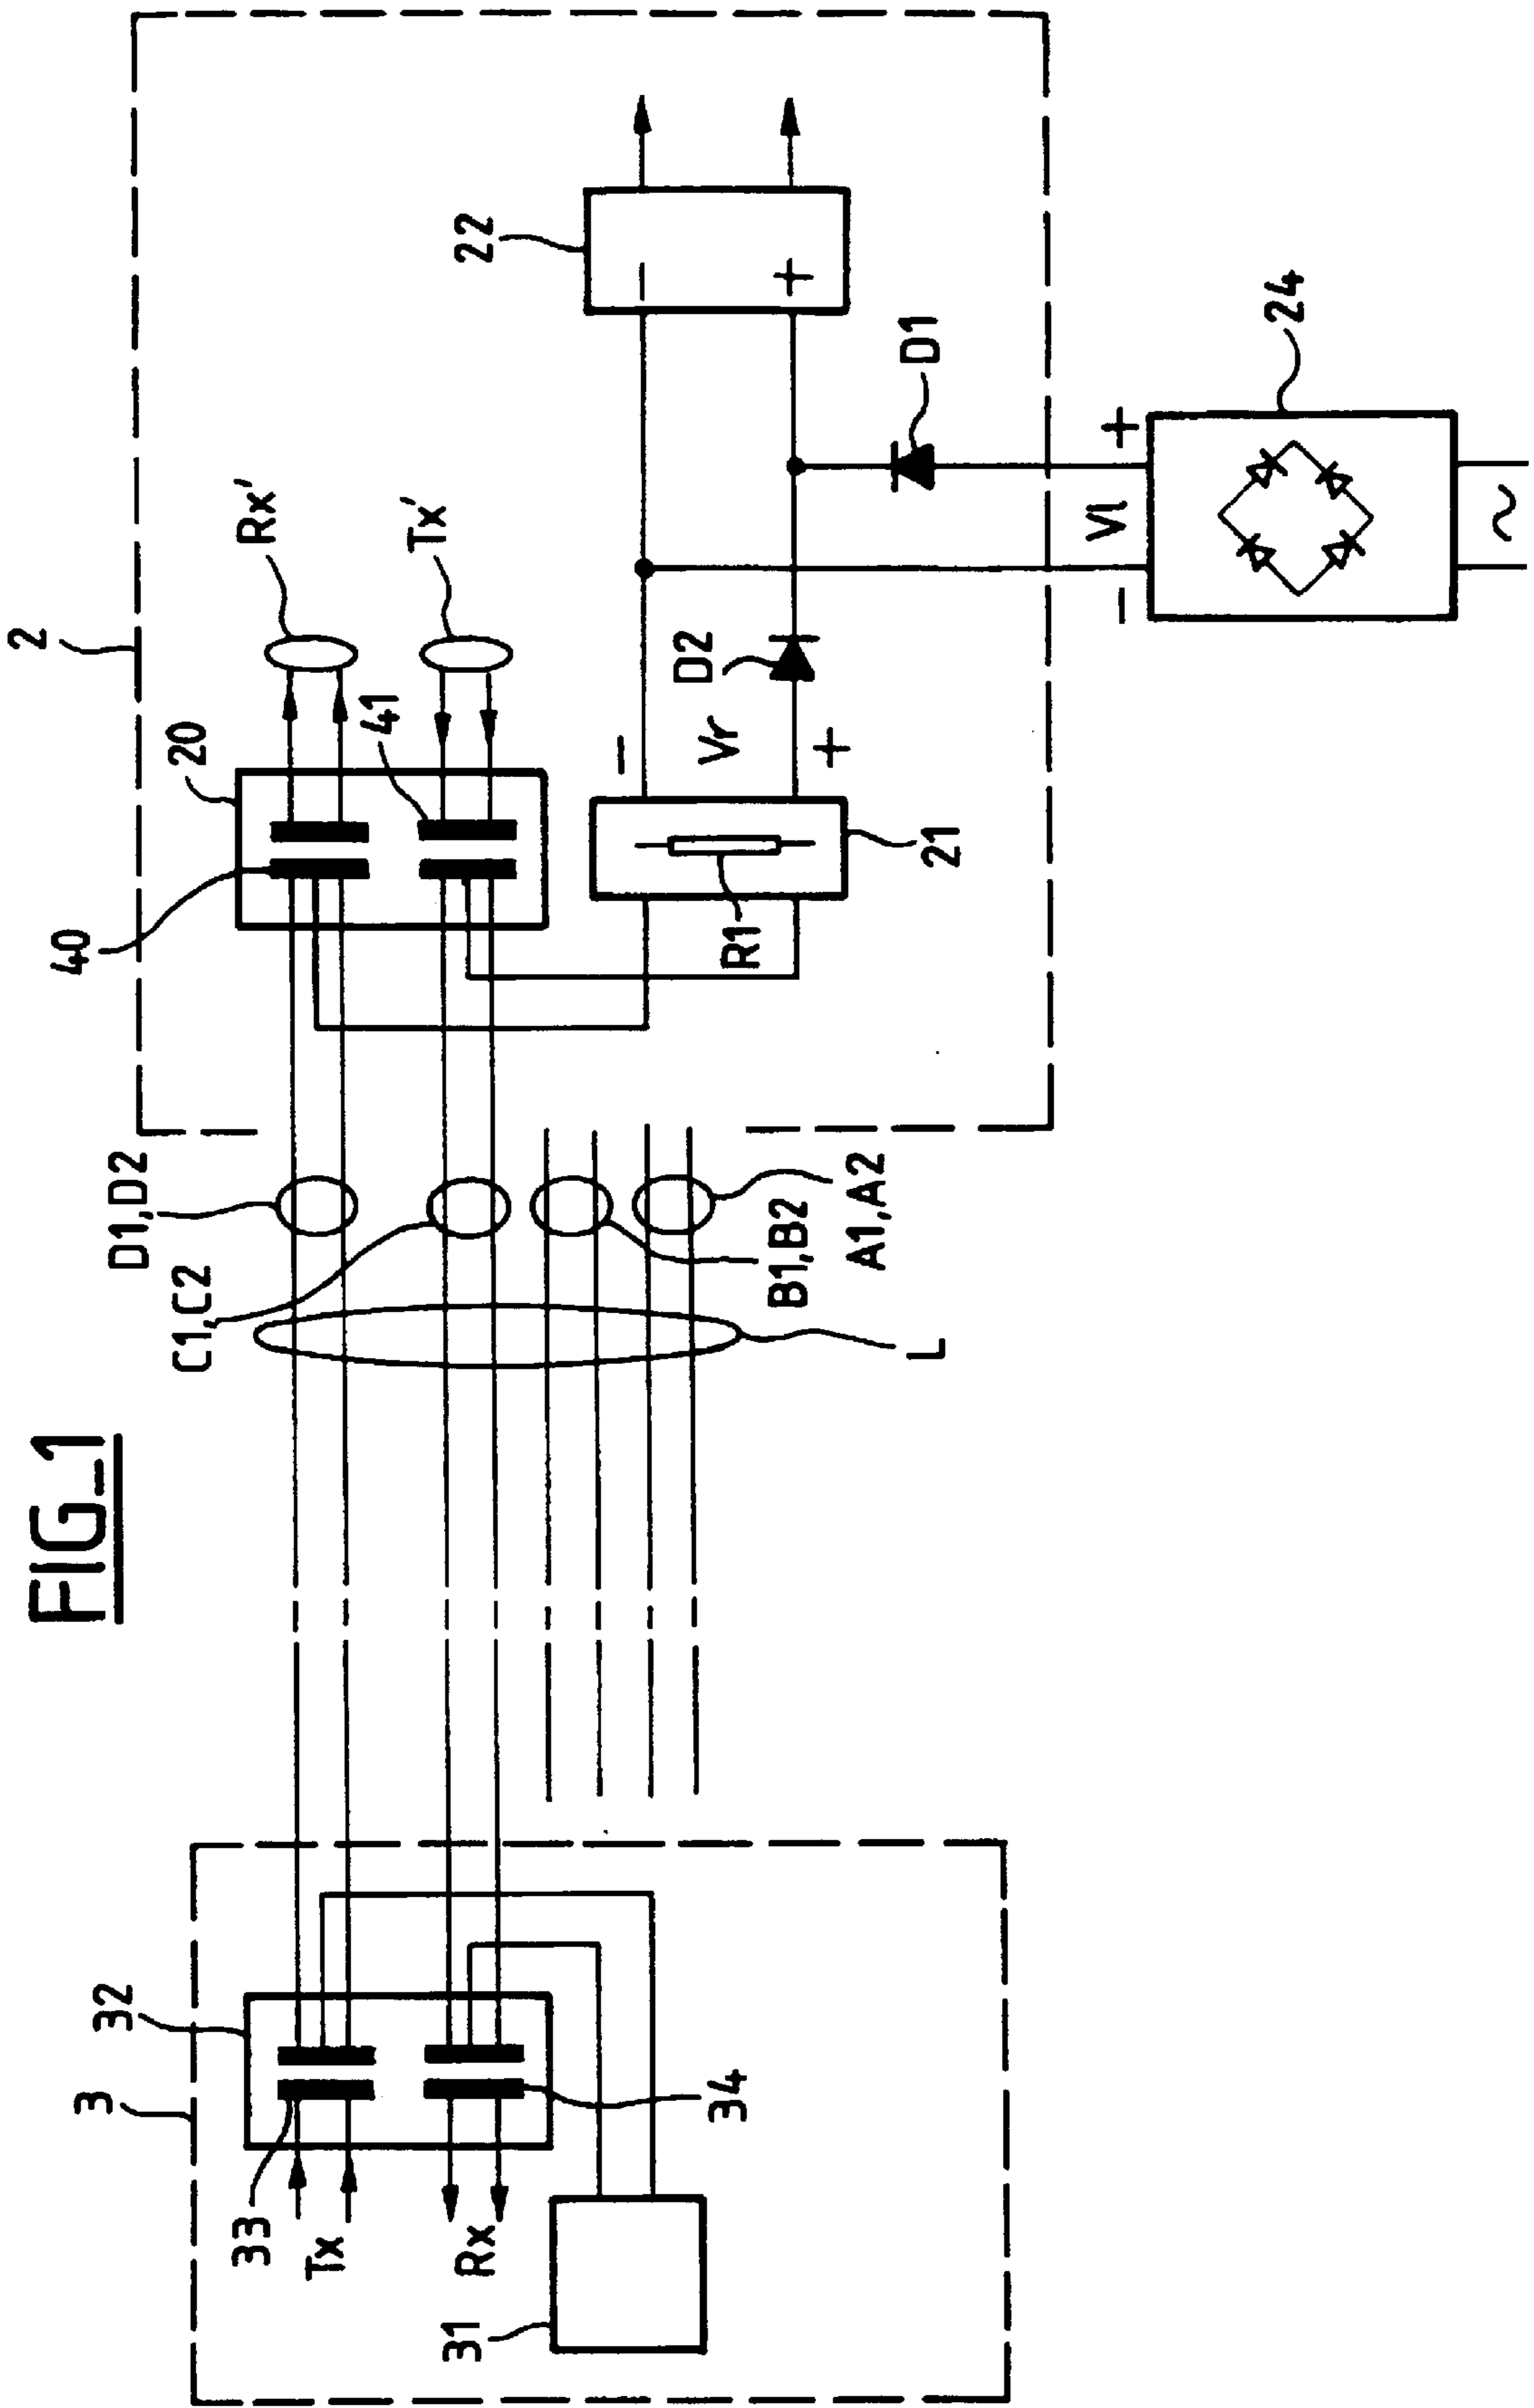 FIG_1
3
32
33
Tx
Rx
34
31
D1,D2
C1,C2
B1,B2
A1,A2
L
2
20
40
41
Rx'
Tx'
22
−
+
−
Vr
+
D2
D1
R1
21
−
Vl
+
24
~